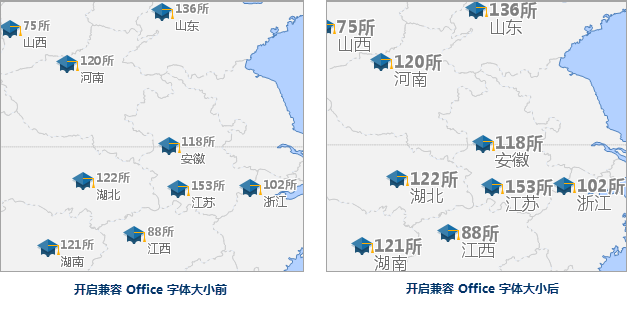 136所
山东
75所
山西
120所
河南
118所
安徽
122所
湖北
153所
江苏
102所
浙江
88所
江西
121所
湖南
开启兼容 Office 字体大小前
136所
山东
75所
山西
120所
河南
118所
安徽
122所
湖北
153所
江苏
102所
浙江
88所
江西
121所
湖南
开启兼容 Office 字体大小后